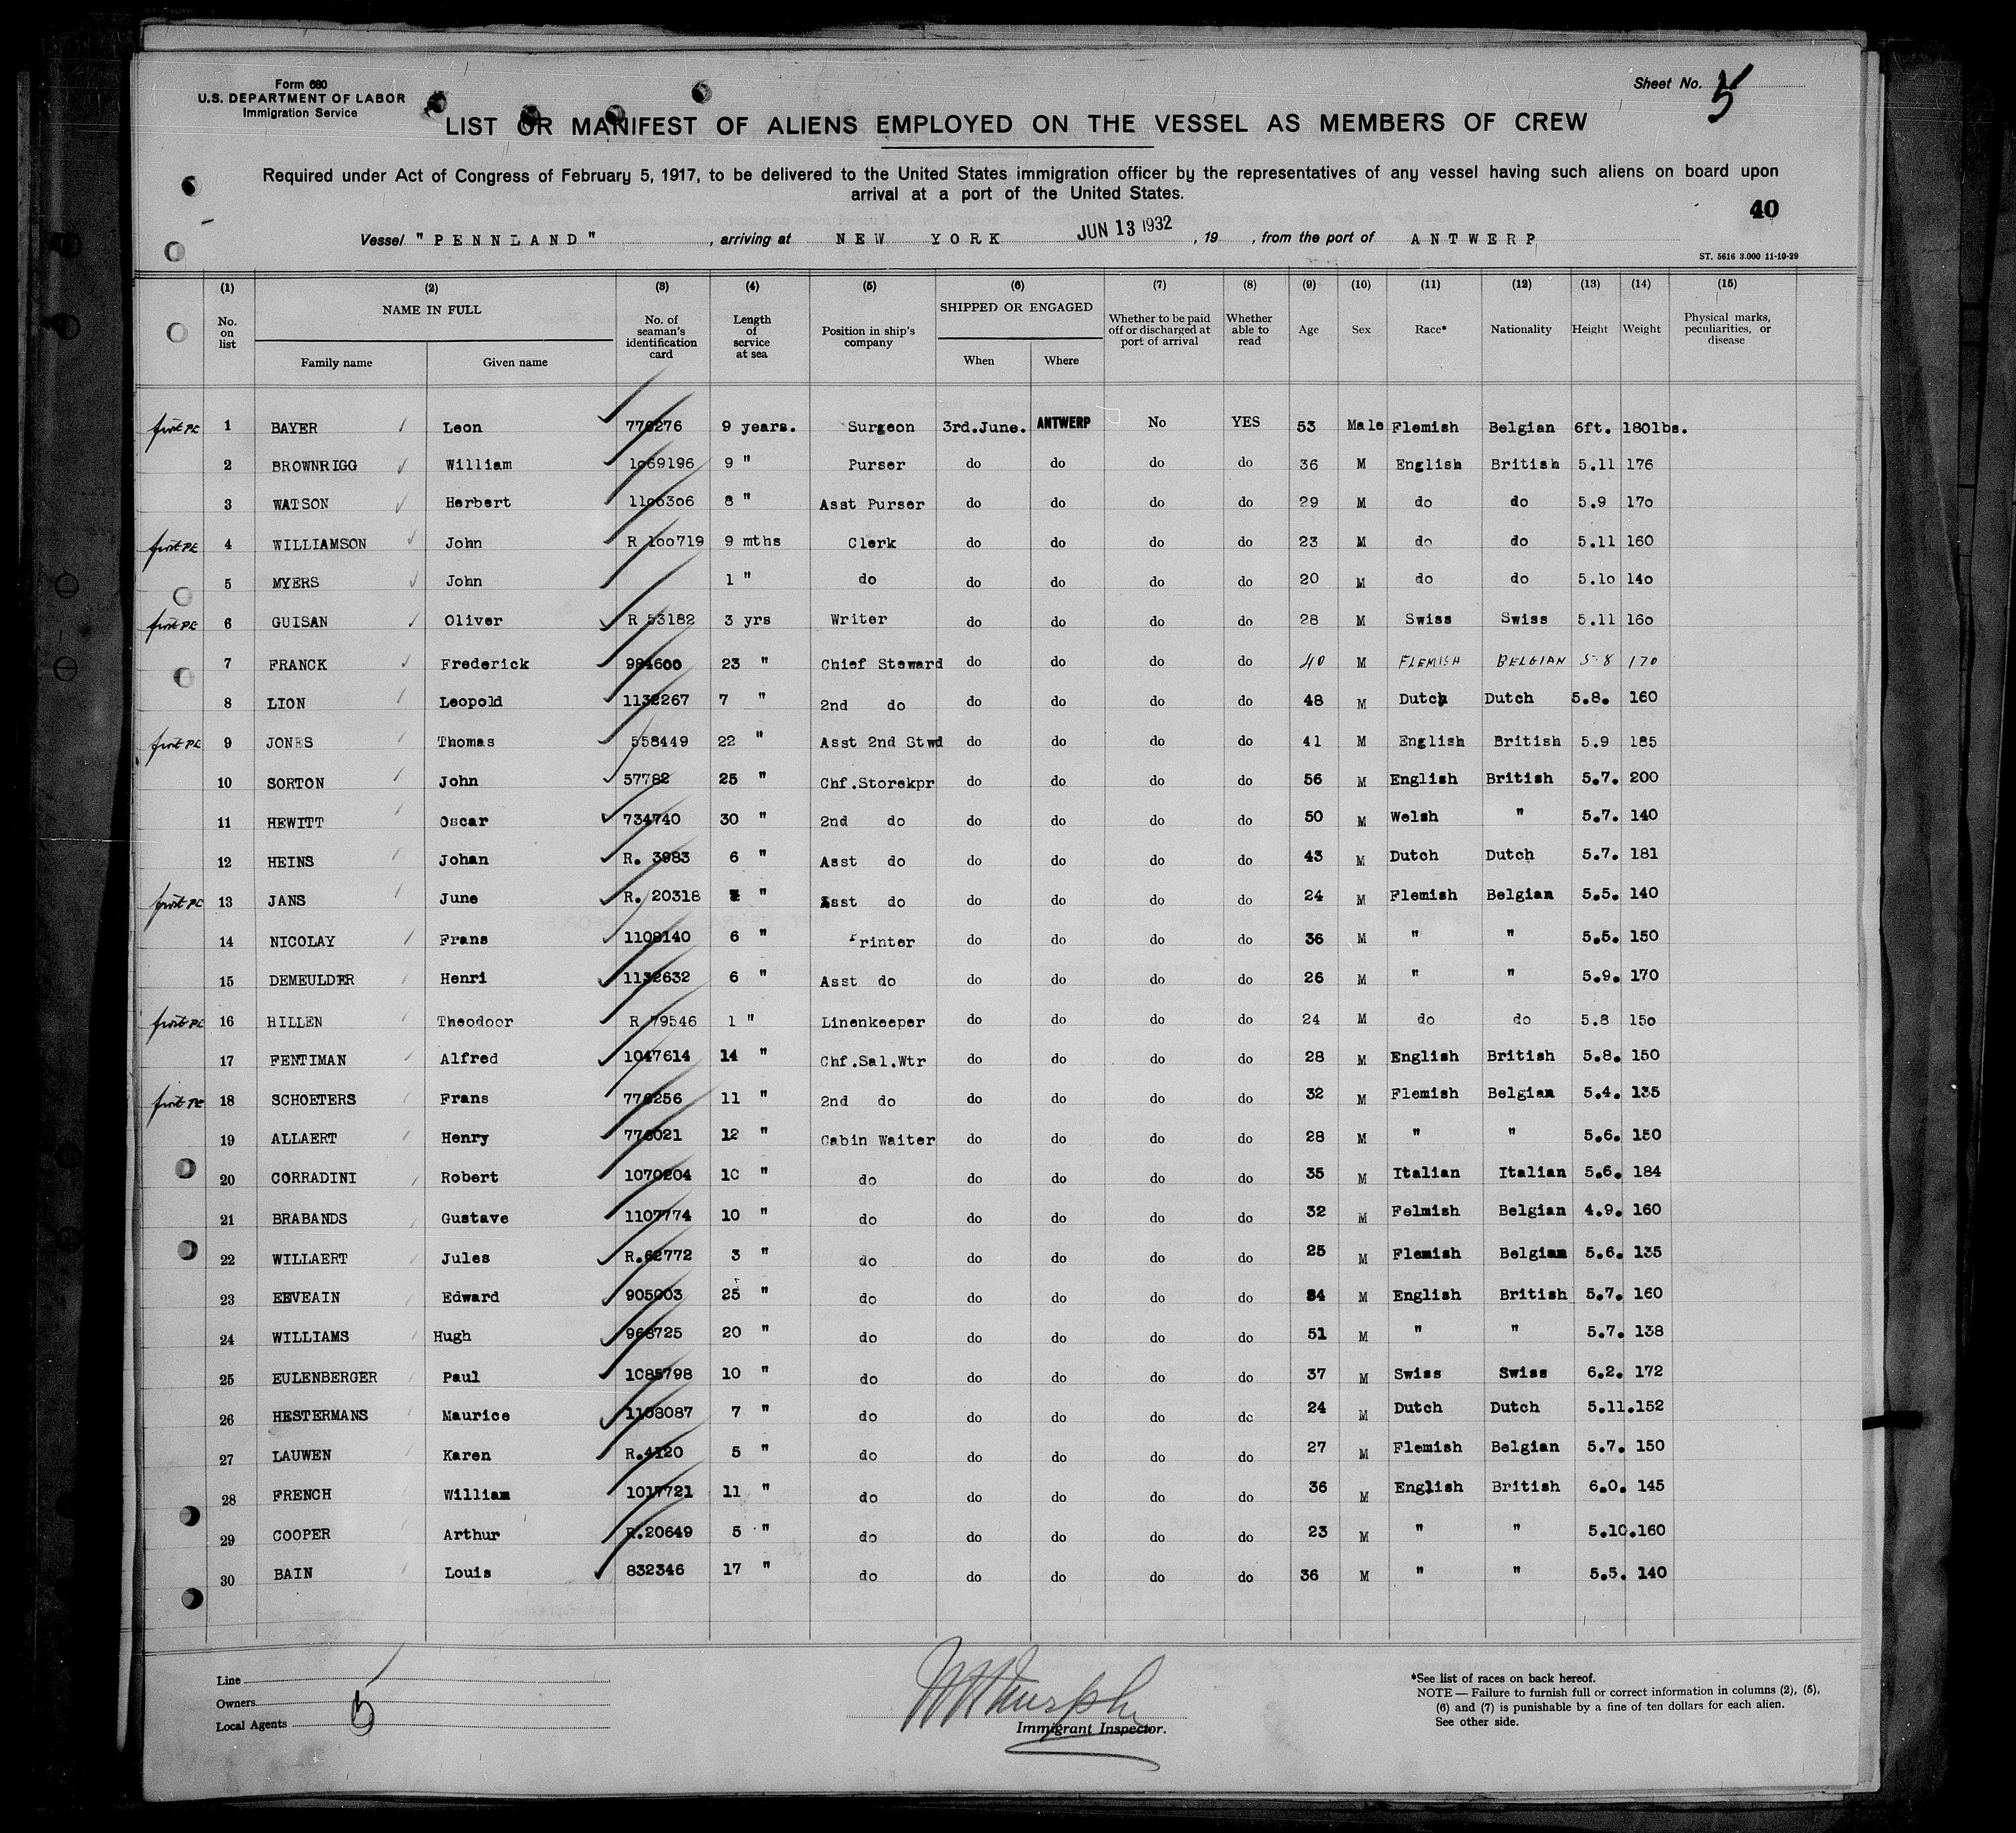 Form 680
U.S. DEPARTMENT OF LABOR
Immigration Service
Sheet No. 5
LIST OR MANIFEST OF ALIENS EMPLOYED ON THE VESSEL AS MEMBERS OF CREW
Required under Act of Congress of February 5, 1917, to be delivered to the United States immigration officer by the representatives of any vessel having such aliens on board upon
arrival at a port of the United States.
40
Vessel "PENNLAND", arriving at NEW YORK JUN 13 1932, 19 , from the port of ANTWERP
ST. 5616 3.000 11-10-29
(1) (2) (3) (4) (5) (6) (7) (8) (9) (10) (11) (12) (13) (14) (15)
No. on list NAME IN FULL Family name Given name No. of seaman's identification card Length of service at sea Position in ship's company SHIPPED OR ENGAGED When Where Whether to be paid off or discharged at port of arrival Whether able to read Age Sex Race* Nationality Height Weight Physical marks, peculiarities, or disease
1 BAYER Leon 776276 9 years. Surgeon 3rd.June. ANTWERP No YES 53 Male Flemish Belgian 6ft. 180lbs.
2 BROWNRIGG William 1o69196 9 " Purser do do do do 36 M English British 5.11 176
3 WATSON Herbert 11oo3o6 8 " Asst Purser do do do do 29 M do do 5.9 17o
4 WILLIAMSON John R 1oo719 9 mths Clerk do do do do 23 M do do 5.11 160
5 MYERS John 1 " do do do do do 20 M do do 5.1o 14o
6 GUISAN Oliver R 53182 3 yrs Writer do do do do 28 M Swiss Swiss 5.11 16o
7 FRANCK Frederick 984600 23 " Chief Steward do do do do 40 M FLEMISH BELGIAN 5-8 170
8 LION Leopold 1132267 7 " 2nd do do do do do 48 M Dutch Dutch 5.8. 160
9 JONES Thomas 558449 22 " Asst 2nd Stwd do do do do 41 M English British 5.9 185
10 SORTON John 57782 25 " Chf.Storekpr do do do do 56 M English British 5.7. 200
11 HEWITT Oscar 734740 30 " 2nd do do do do do 50 M Welsh " 5.7. 140
12 HEINS Johan R. 3983 6 " Asst do do do do do 43 M Dutch Dutch 5.7. 181
13 JANS June R. 20318 " Asst do do do do do 24 M Flemish Belgian 5.5. 140
14 NICOLAY Frans 1108140 6 " Printer do do do do 36 M " " 5.5. 150
15 DEMEULDER Henri 1132632 6 " Asst do do do do do 26 M " " 5.9. 170
16 HILLEN Theodoor R 79546 1 " Linenkeeper do do do do 24 M do do 5.8 15o
17 FENTIMAN Alfred 1047614 14 " Chf.Sal.Wtr do do do do 28 M English British 5.8. 150
18 SCHOETERS Frans 776256 11 " 2nd do do do do do 32 M Flemish Belgian 5.4. 135
19 ALLAERT Henry 776021 12 " Cabin Waiter do do do do 28 M " " 5.6. 150
20 CORRADINI Robert 1070204 10 " do do do do do 35 M Italian Italian 5.6. 184
21 BRABANDS Gustave 1107774 10 " do do do do do 32 M Felmish Belgian 4.9. 160
22 WILLAERT Jules R.62772 3 " do do do do do 25 M Flemish Belgian 5.6. 135
23 EEVEAIN Edward 905003 25 " do do do do do M English British 5.7. 160
24 WILLIAMS Hugh 968725 20 " do do do do do 51 M " " 5.7. 138
25 EULENBERGER Paul 1085798 10 " do do do do do 37 M Swiss Swiss 6.2. 172
26 HESTERMANS Maurice 1108087 7 " do do do do do 24 M Dutch Dutch 5.11. 152
27 LAUWEN Karen R.4120 5 " do do do do do 27 M Flemish Belgian 5.7. 150
28 FRENCH William 1017721 11 " do do do do do 36 M English British 6.0. 145
29 COOPER Arthur R.20649 5 " do do do do do 23 M " " 5.10. 160
30 BAIN Louis 832346 17 " do do do do do 36 M " " 5.5. 140
Line
Owners
Local Agents
5
Immigrant Inspector.
*See list of races on back hereof.
NOTE — Failure to furnish full or correct information in columns (2), (5),
(6) and (7) is punishable by a fine of ten dollars for each alien.
See other side.